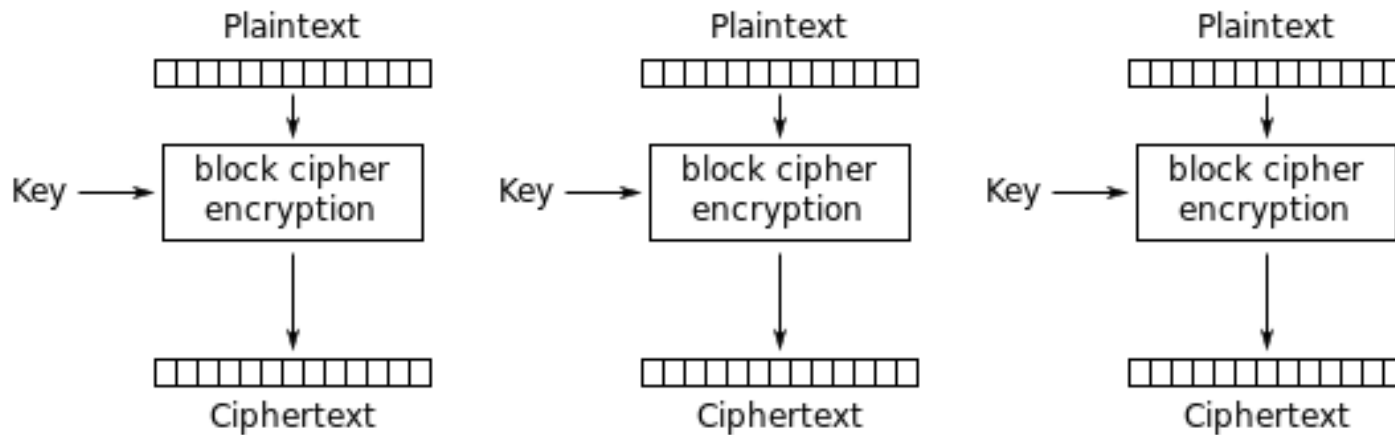 Plaintext
Plaintext
Plaintext
Key
block cipher
encryption
Key
block cipher
encryption
Key
block cipher
encryption
Ciphertext
Ciphertext
Ciphertext